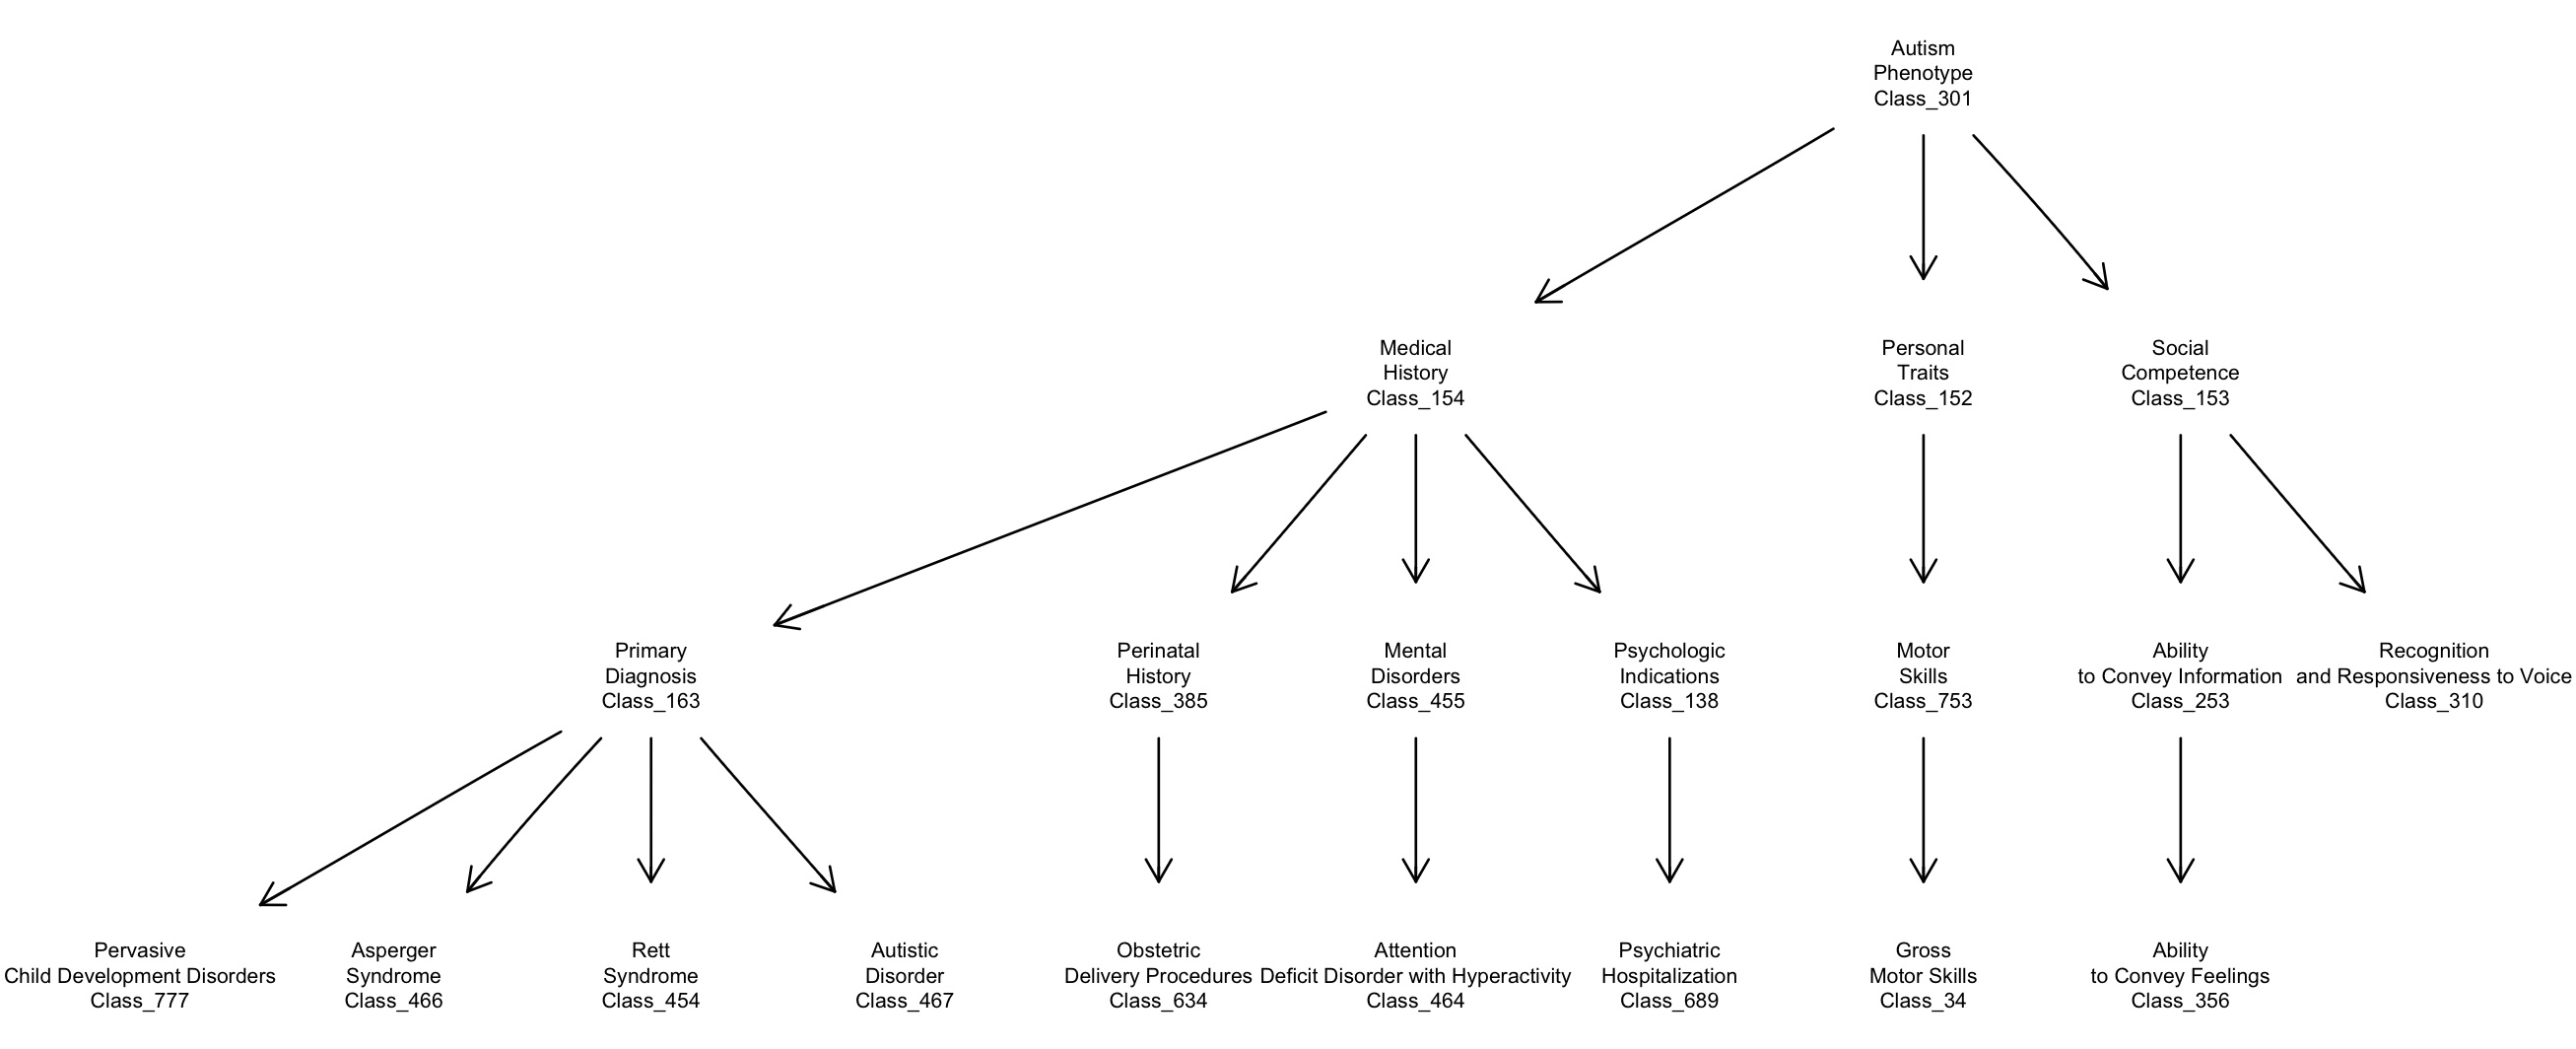 Autism
Phenotype
Class_301
Medical
History
Class_154
Personal
Traits
Class_152
Social
Competence
Class_153
Primary
Diagnosis
Class_163
Perinatal
History
Class_385
Mental
Disorders
Class_455
Psychologic
Indications
Class_138
Motor
Skills
Class_753
Ability
to Convey Information
Class_253
Recognition
and Responsiveness to Voice
Class_310
Pervasive
Child Development Disorders
Class_777
Asperger
Syndrome
Class_466
Rett
Syndrome
Class_454
Autistic
Disorder
Class_467
Obstetric
Delivery Procedures
Class_634
Attention
Deficit Disorder with Hyperactivity
Class_464
Psychiatric
Hospitalization
Class_689
Gross
Motor Skills
Class_34
Ability
to Convey Feelings
Class_356